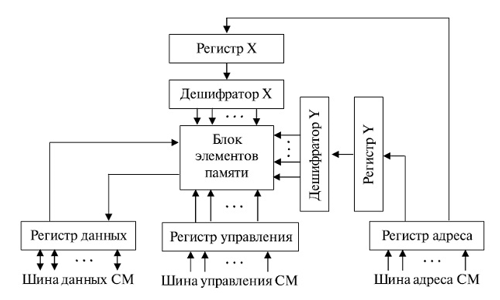 Регистр X
Дешифратор X
Блок
элементов
памяти
Дешифратор Y
Регистр Y
Регистр данных
Регистр управления
Регистр адреса
Шина данных СМ
Шина управления СМ
Шина адреса СМ